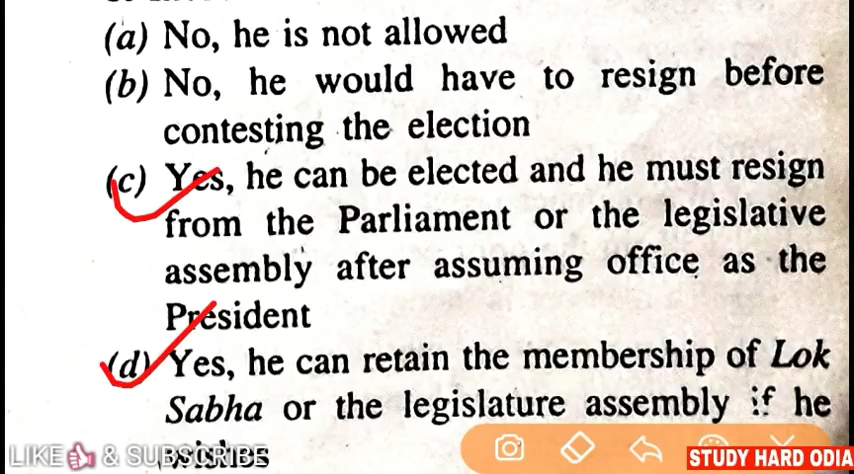 (a) No, he is not allowed
(b) No, he would have to resign before
contesting the election
(c) Yes, he can be elected and he must resign
from the Parliament or the legislative
assembly after assuming office as the
President
(d) Yes, he can retain the membership of Lok
Sabha or the legislature assembly if he
wishes
LIKE & SUBSCRIBE
STUDY HARD ODIA